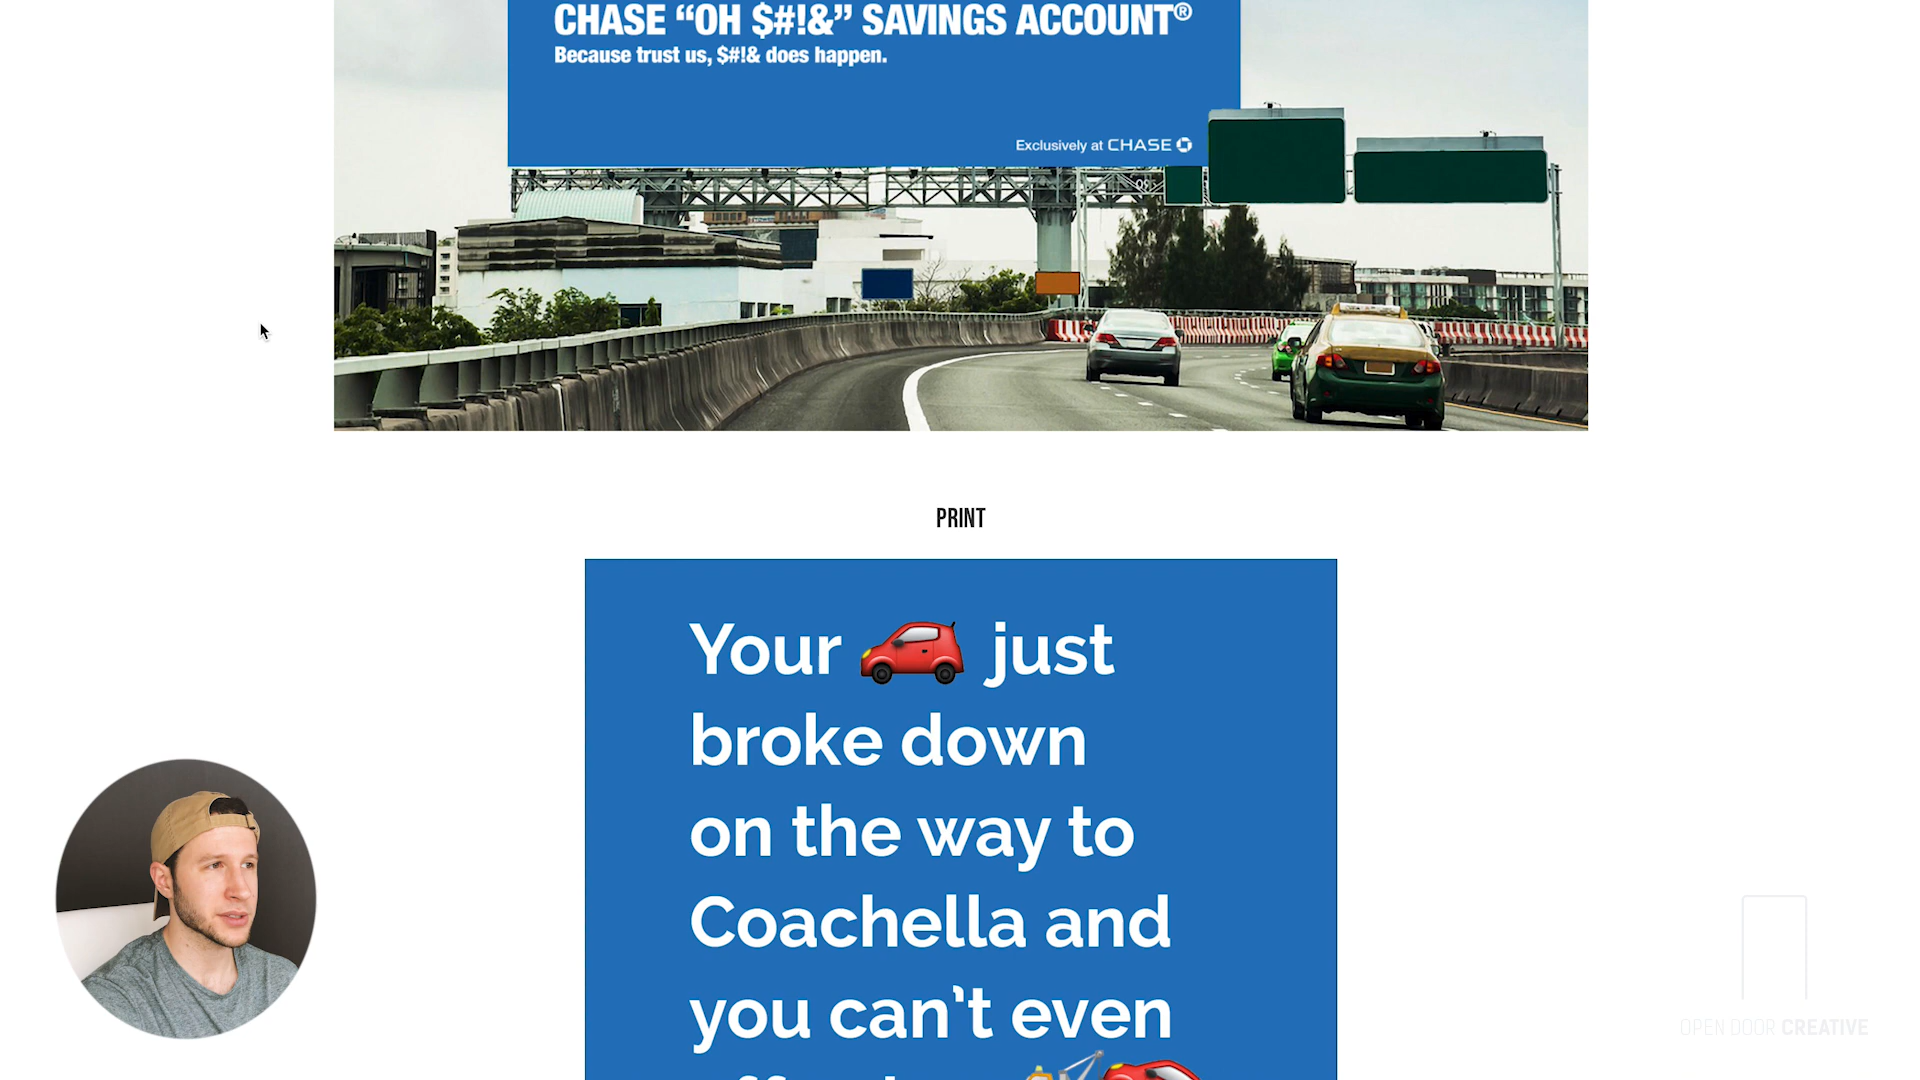 CHASE “OH $#!&” SAVINGS ACCOUNT®
Because trust us, $#!& does happen.
Exclusively at CHASE
PRINT
Your just
broke down
on the way to
Coachella and
you can’t even
OPEN DOOR CREATIVE